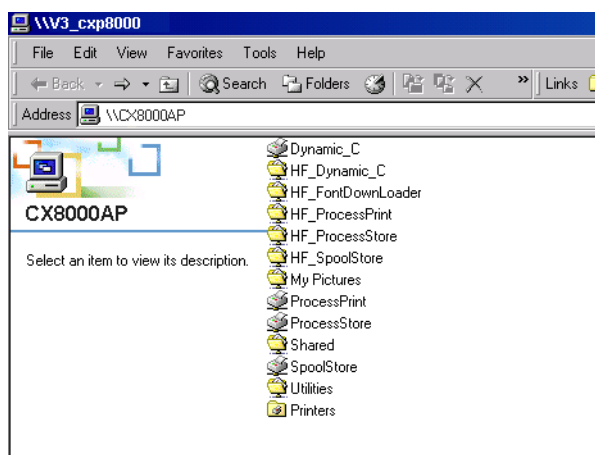 \\V3_cxp8000
File Edit View Favorites Tools Help
Back Search Folders » Links
Address \\CX8000AP
CX8000AP
Select an item to view its description.
Dynamic_C
HF_Dynamic_C
HF_FontDownLoader
HF_ProcessPrint
HF_ProcessStore
HF_SpoolStore
My Pictures
ProcessPrint
ProcessStore
Shared
SpoolStore
Utilities
Printers